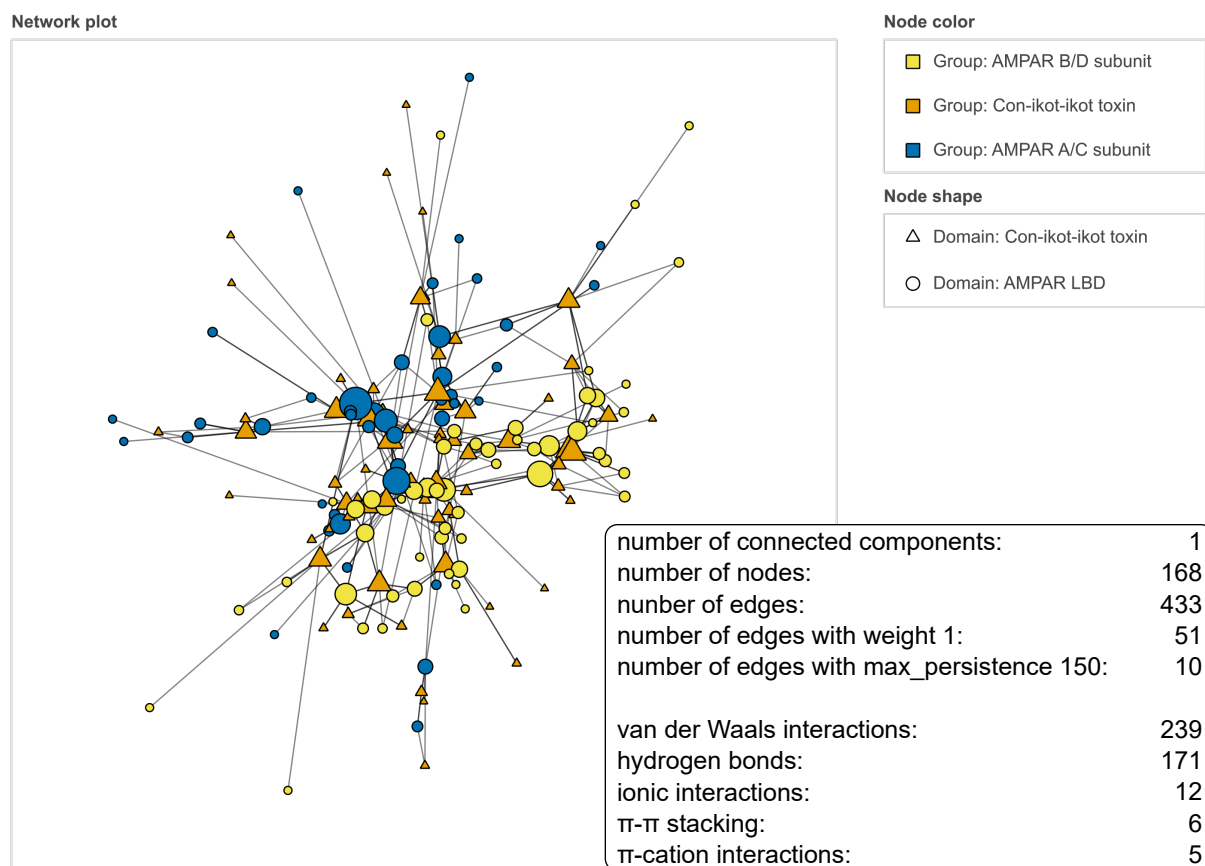 Network plot
Node color
Group: AMPAR B/D subunit
Group: Con-ikot-ikot toxin
Group: AMPAR A/C subunit
Node shape
Domain: Con-ikot-ikot toxin
Domain: AMPAR LBD
number of connected components: 1
number of nodes: 168
nunber of edges: 433
number of edges with weight 1: 51
number of edges with max_persistence 150: 10
van der Waals interactions: 239
hydrogen bonds: 171
ionic interactions: 12
π-π stacking: 6
π-cation interactions: 5